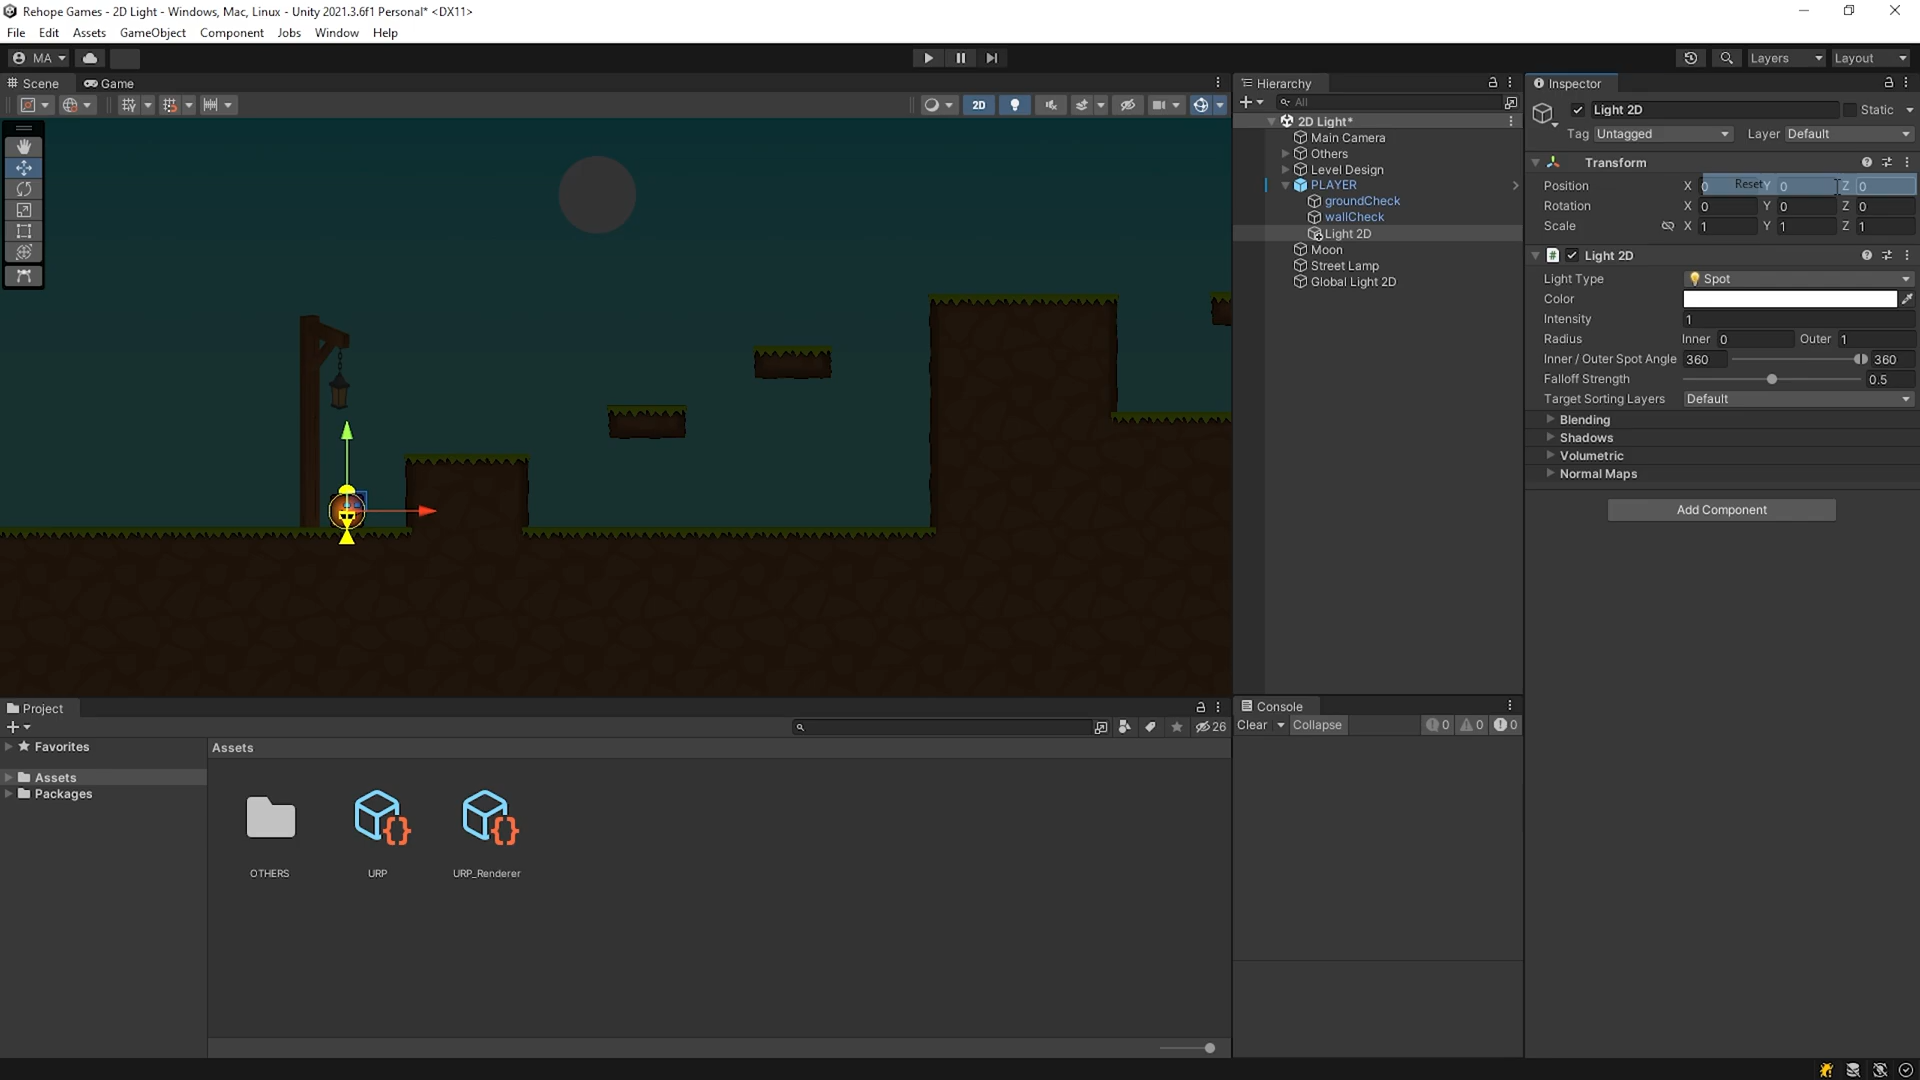 Rehope Games - 2D Light - Windows, Mac, Linux - Unity 2021.3.6f1 Personal* <DX11>
File Edit Assets GameObject Component Jobs Window Help
MA Layers Layout
Scene Game
2D
Hierarchy
All
2D Light*
Main Camera
Others
Level Design
PLAYER
groundCheck
wallCheck
Light 2D
Moon
Street Lamp
Global Light 2D
Inspector
Light 2D Static
Tag Untagged Layer Default
Transform
Position X 0 Reset Y 0 Z 0
Rotation X 0 Y 0 Z 0
Scale X 1 Y 1 Z 1
# Light 2D
Light Type Spot
Color
Intensity 1
Radius Inner 0 Outer 1
Inner / Outer Spot Angle 360 360
Falloff Strength 0.5
Target Sorting Layers Default
Blending
Shadows
Volumetric
Normal Maps
Add Component
Project
26
Favorites
Assets
Packages
Assets
OTHERS
URP
URP_Renderer
Console
Clear Collapse 0 0 0